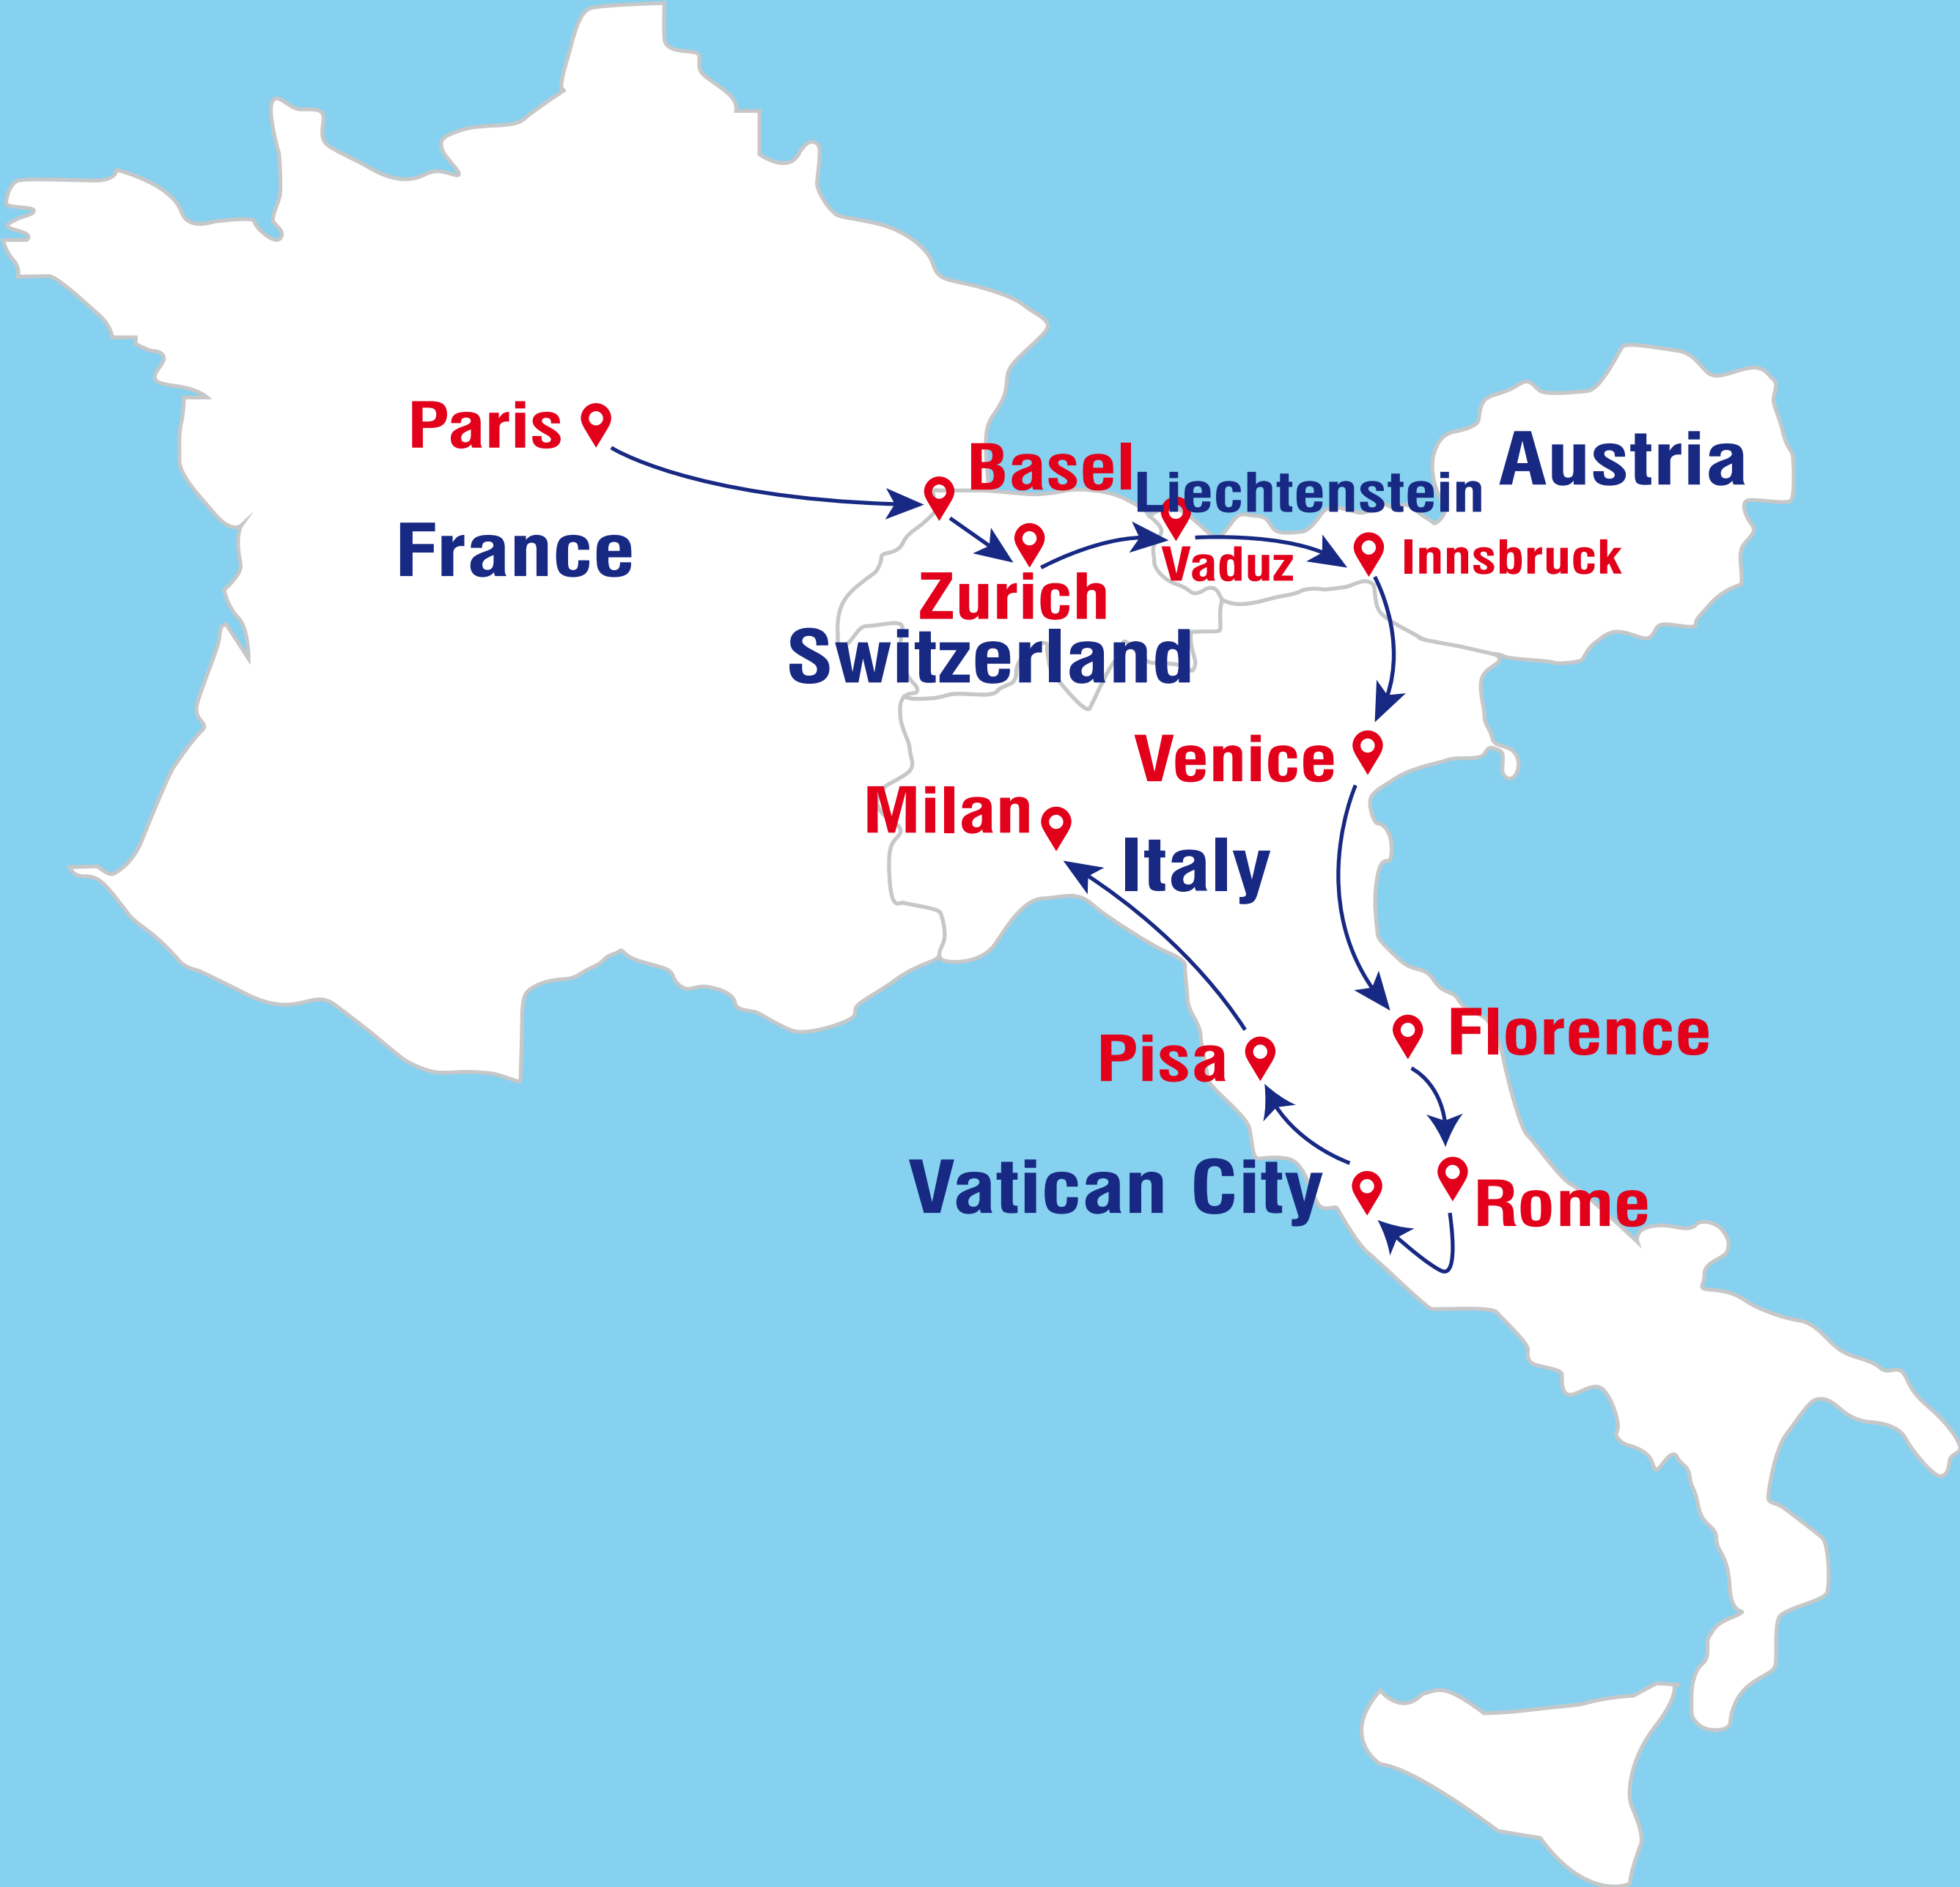 Paris
Basel
Liechtenstein
Austria
France
Zurich
Vaduz
Innsbruck
Switzerland
Venice
Milan
Italy
Florence
Pisa
Vatican City
Rome